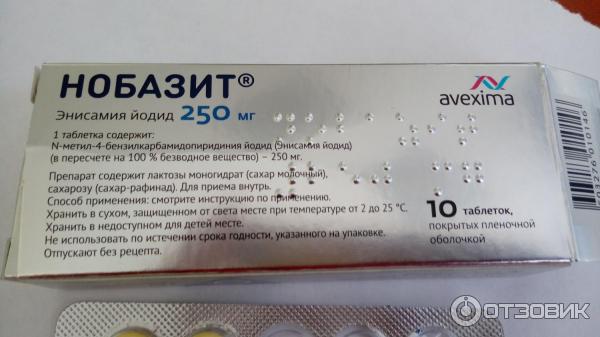 НОБАЗИТ®
Энисамия йодид 250 мг
avexima
1 таблетка содержит:
N-метил-4-бензилкарбамидопиридиния йодид (Энисамия йодид)
(в пересчете на 100 % безводное вещество) – 250 мг.
Препарат содержит лактозы моногидрат (сахар молочный),
сахарозу (сахар-рафинад). Для приема внутрь.
Способ применения: смотрите инструкцию по применению.
Хранить в сухом, защищенном от света месте при температуре от 2 до 25 °С.
Хранить в недоступном для детей месте.
Не использовать по истечении срока годности, указанного на упаковке.
Отпускают без рецепта.
10 таблеток,
покрытых пленочной
оболочкой
603276010146
ОТЗОВИК